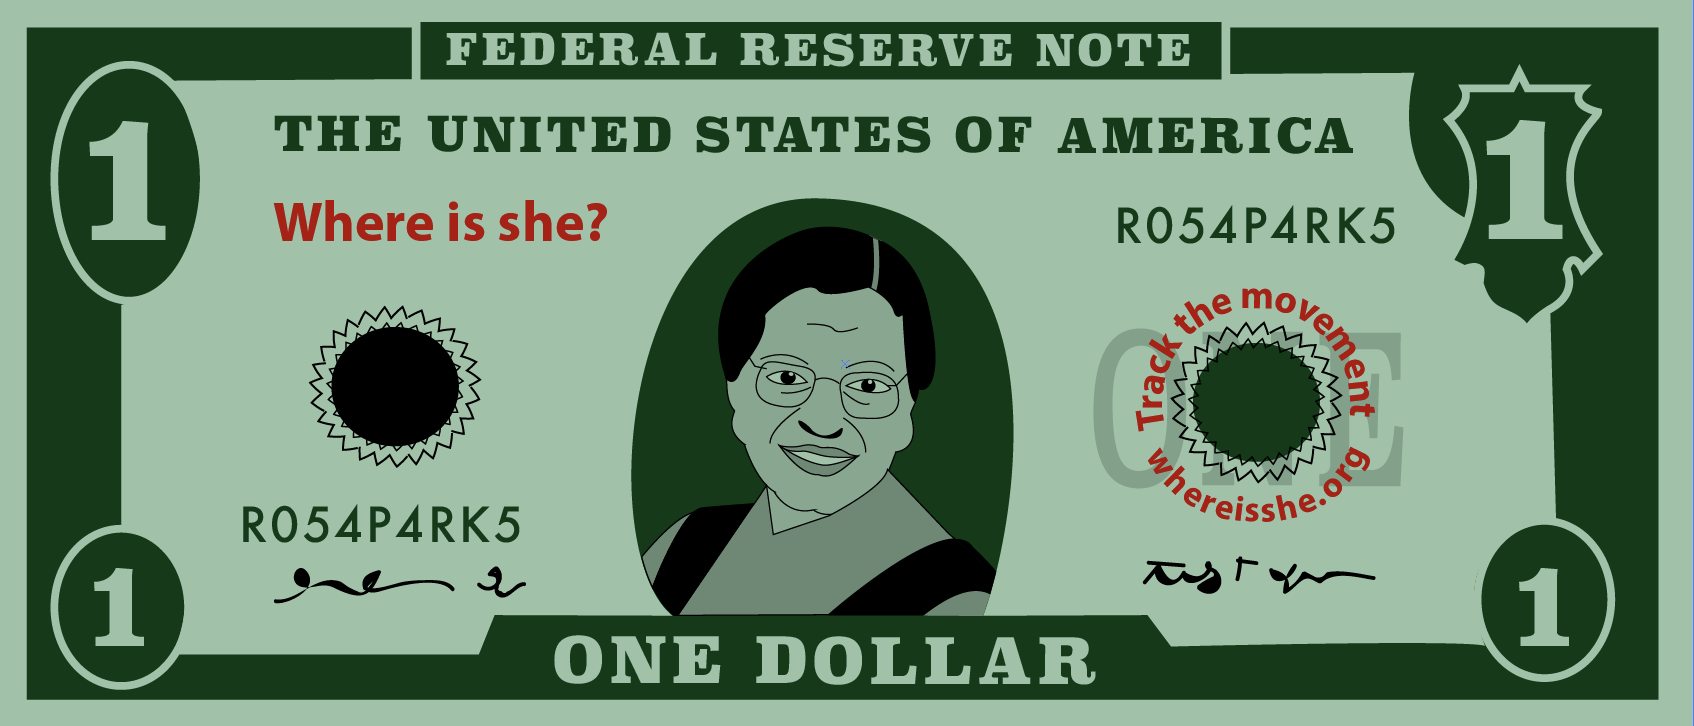 FEDERAL RESERVE NOTE
1
THE UNITED STATES OF AMERICA
1
Where is she?
R054P4RK5
Track the movement
ONE
whereisshe.org
R054P4RK5
1
ONE DOLLAR
1